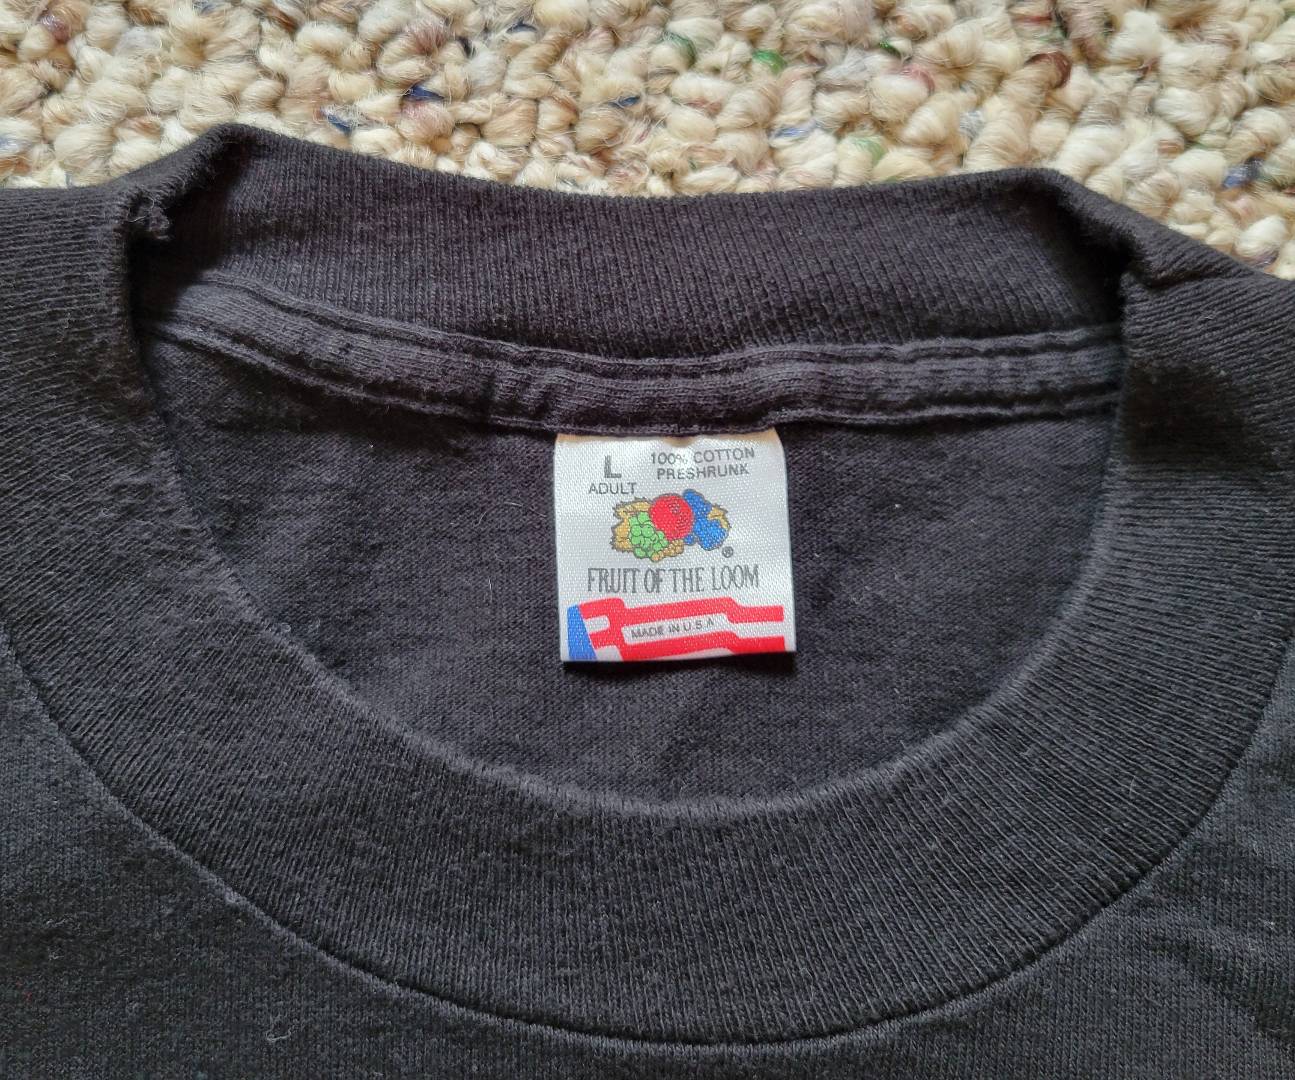 L
ADULT
100% COTTON
PRESHRUNK
®
FRUIT OF THE LOOM
MADE IN U.S.A